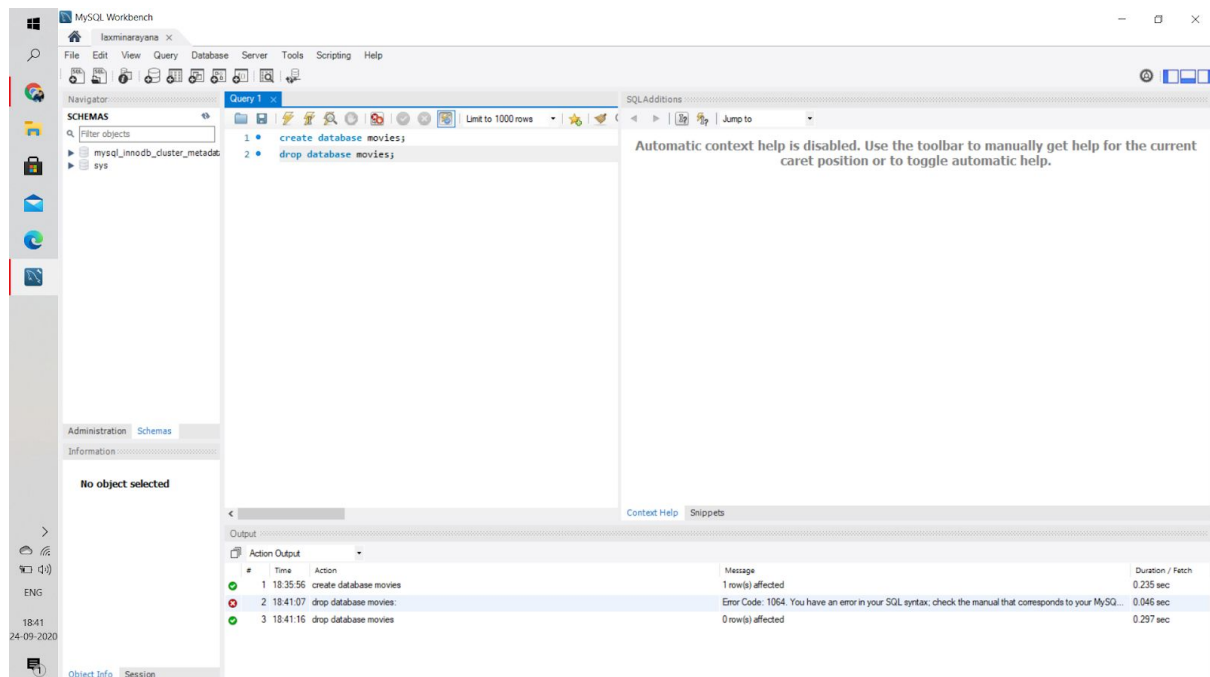 MySQL Workbench
laxminarayana
File Edit View Query Database Server Tools Scripting Help
Navigator
SCHEMAS
Filter objects
mysql_innodb_cluster_metadat
sys
Administration Schemas
Information
No object selected
Object Info Session
Query 1
Limit to 1000 rows
1 create database movies;
2 drop database movies;
SQLAdditions
Jump to
Automatic context help is disabled. Use the toolbar to manually get help for the current
caret position or to toggle automatic help.
Context Help Snippets
Output
Action Output
# Time Action Message Duration / Fetch
1 18:35:56 create database movies 1 row(s) affected 0.235 sec
2 18:41:07 drop database movies: Error Code: 1064. You have an error in your SQL syntax; check the manual that corresponds to your MySQ... 0.046 sec
3 18:41:16 drop database movies 0 row(s) affected 0.297 sec
ENG
18:41
24-09-2020
1